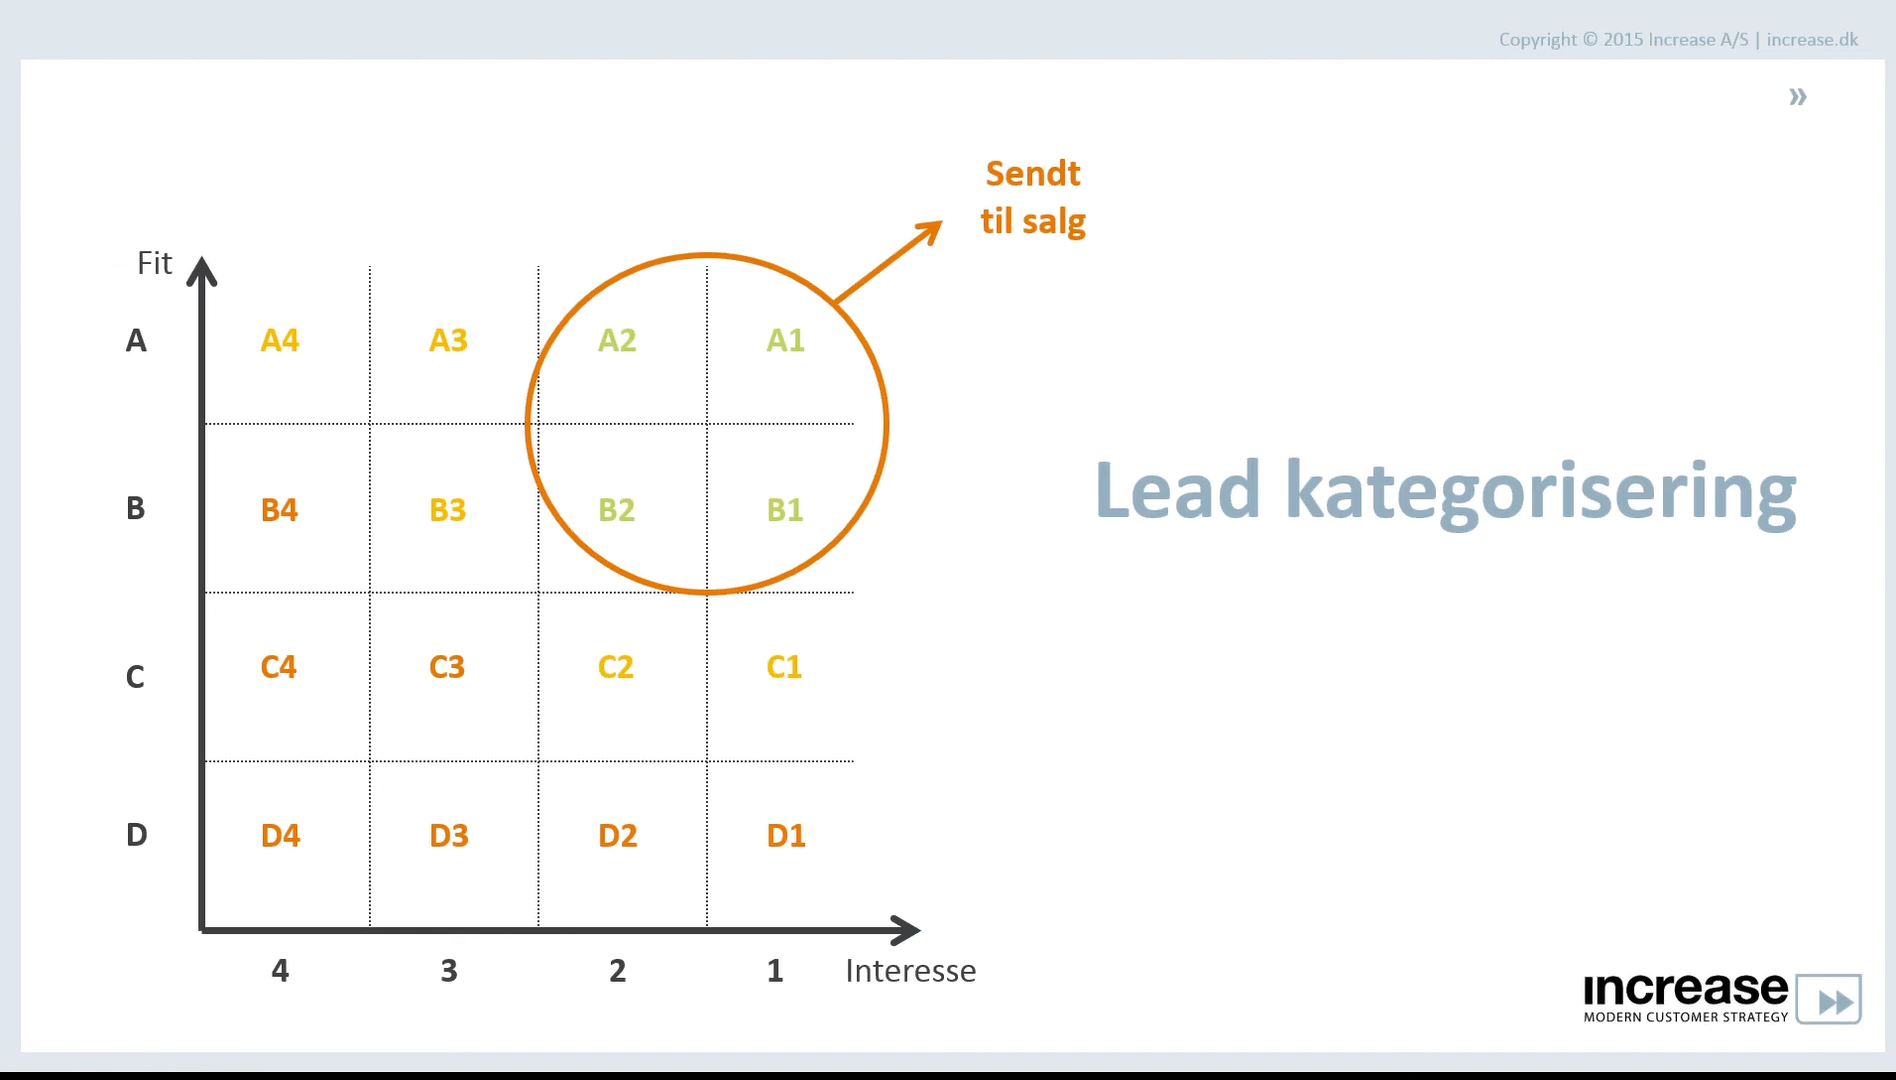 Copyright © 2015 Increase A/S | increase.dk
»
Sendt
til salg
Fit
A A4 A3 A2 A1
B B4 B3 B2 B1
Lead kategorisering
C C4 C3 C2 C1
D D4 D3 D2 D1
4 3 2 1 Interesse
increase
MODERN CUSTOMER STRATEGY